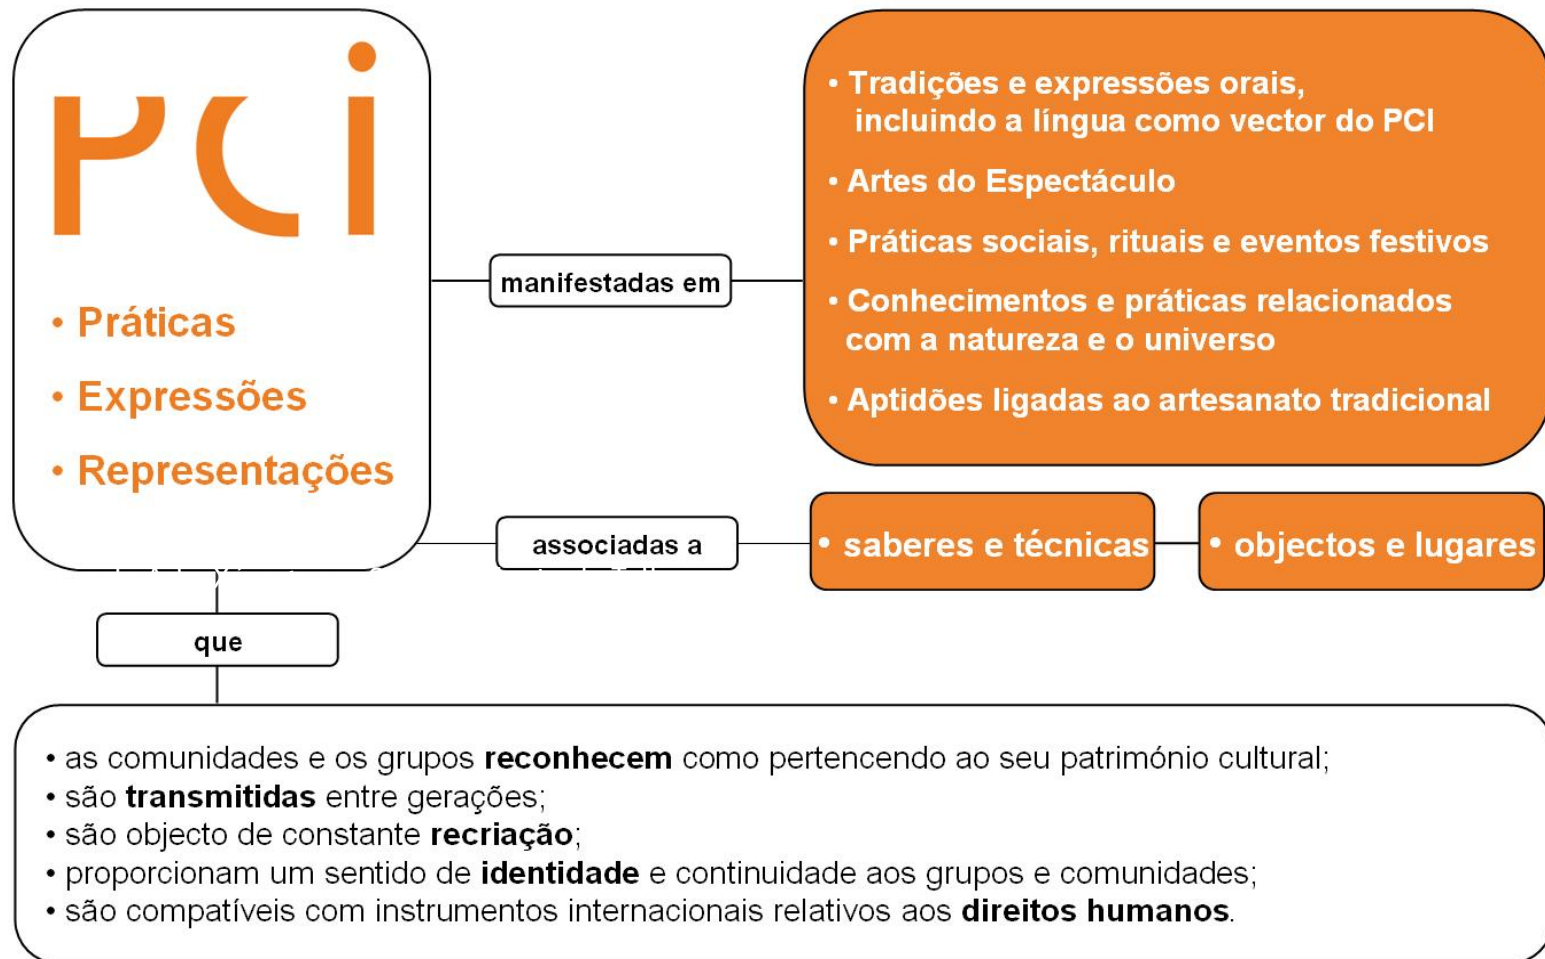 PCi
• Práticas
• Expressões
• Representações
manifestadas em
• Tradições e expressões orais,
incluindo a língua como vector do PCI
• Artes do Espectáculo
• Práticas sociais, rituais e eventos festivos
• Conhecimentos e práticas relacionados
com a natureza e o universo
• Aptidões ligadas ao artesanato tradicional
associadas a
• saberes e técnicas
• objectos e lugares
que
• as comunidades e os grupos reconhecem como pertencendo ao seu património cultural;
• são transmitidas entre gerações;
• são objecto de constante recriação;
• proporcionam um sentido de identidade e continuidade aos grupos e comunidades;
• são compatíveis com instrumentos internacionais relativos aos direitos humanos.